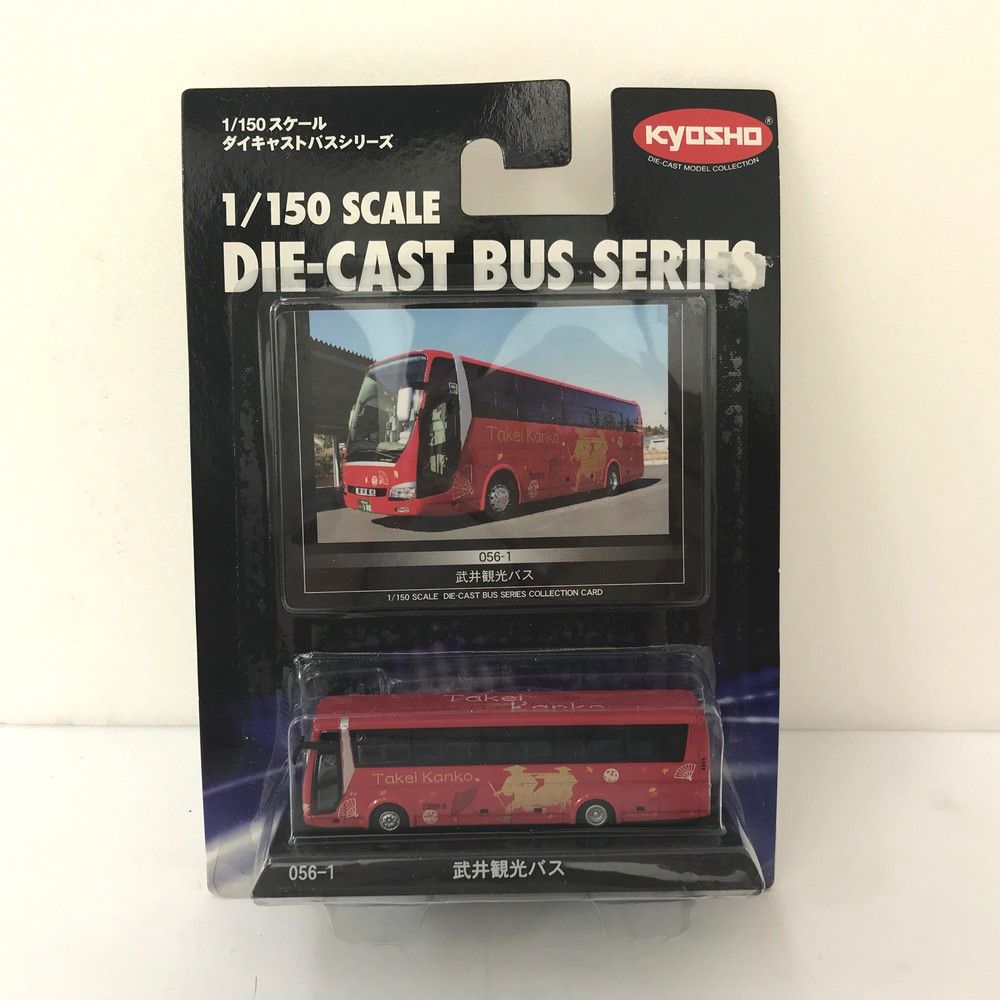 1/150スケール
ダイキャストバスシリーズ
KYOSHO®
DIE-CAST MODEL COLLECTION
1/150 SCALE
DIE-CAST BUS SERIES
Takei Kanko
056-1
武井観光バス
1/150 SCALE DIE-CAST BUS SERIES COLLECTION CARD
Takei
Kanko
Takei Kanko
056-1
武井観光バス